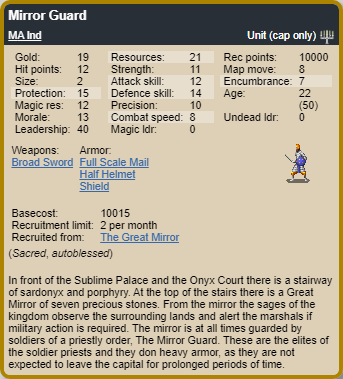 Mirror Guard
MA Ind Unit (cap only)
Gold: 19 Resources: 21 Rec points: 10000
Hit points: 12 Strength: 11 Map move: 8
Size: 2 Attack skill: 12 Encumbrance: 7
Protection: 15 Defence skill: 14 Age: 22
Magic res: 12 Precision: 10 (50)
Morale: 13 Combat speed: 8 Undead ldr: 0
Leadership: 40 Magic ldr: 0
Weapons: Armor:
Broad Sword Full Scale Mail
Half Helmet
Shield
Basecost: 10015
Recruitment limit: 2 per month
Recruited from: The Great Mirror
(Sacred, autoblessed)
In front of the Sublime Palace and the Onyx Court there is a stairway
of sardonyx and porphyry. At the top of the stairs there is a Great
Mirror of seven precious stones. From the mirror the sages of the
kingdom observe the surrounding lands and alert the marshals if
military action is required. The mirror is at all times guarded by
soldiers of a priestly order, The Mirror Guard. These are the elites of
the soldier priests and they don heavy armor, as they are not
expected to leave the capital for prolonged periods of time.